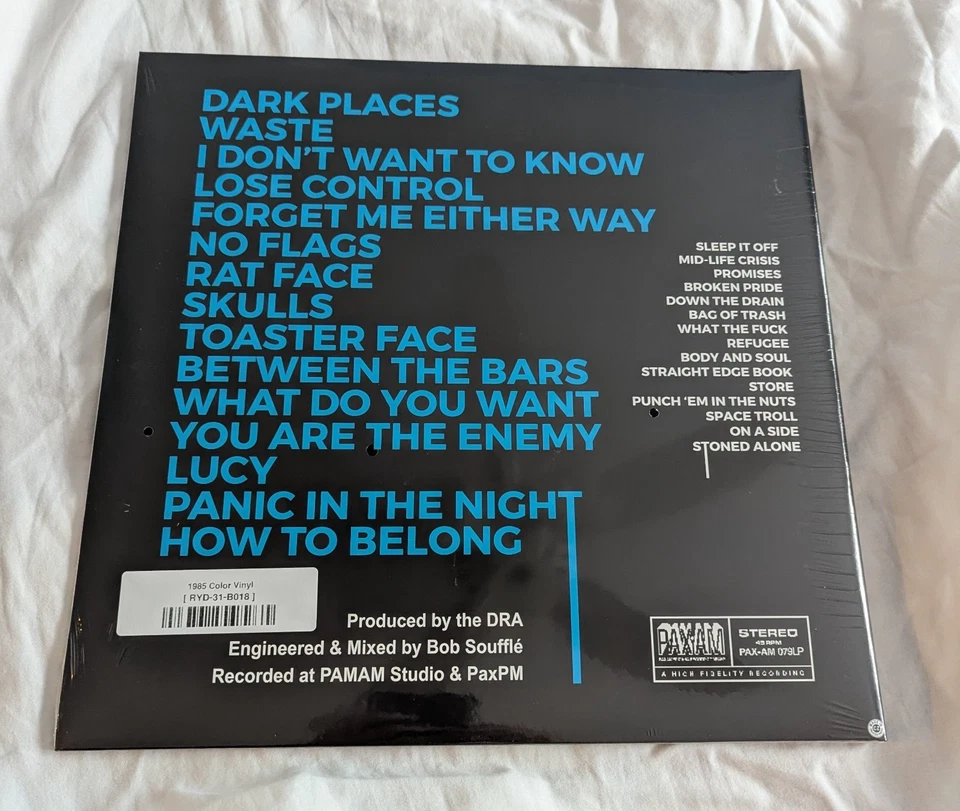 DARK PLACES
WASTE
I DON'T WANT TO KNOW
LOSE CONTROL
FORGET ME EITHER WAY
NO FLAGS
RAT FACE
SKULLS
TOASTER FACE
BETWEEN THE BARS
WHAT DO YOU WANT
YOU ARE THE ENEMY
LUCY
PANIC IN THE NIGHT
HOW TO BELONG
SLEEP IT OFF
MID-LIFE CRISIS
PROMISES
BROKEN PRIDE
DOWN THE DRAIN
BAG OF TRASH
WHAT THE FUCK
REFUGEE
BODY AND SOUL
STRAIGHT EDGE BOOK
STORE
PUNCH 'EM IN THE NUTS
SPACE TROLL
ON A SIDE
STONED ALONE
1985 Color Vinyl
[ RYD-31-B018 ]
Produced by the DRA
Engineered & Mixed by Bob Soufflé
Recorded at PAMAM Studio & PaxPM
PAXAM
STEREO
45 RPM
PAX-AM 079LP
A HIGH FIDELITY RECORDING